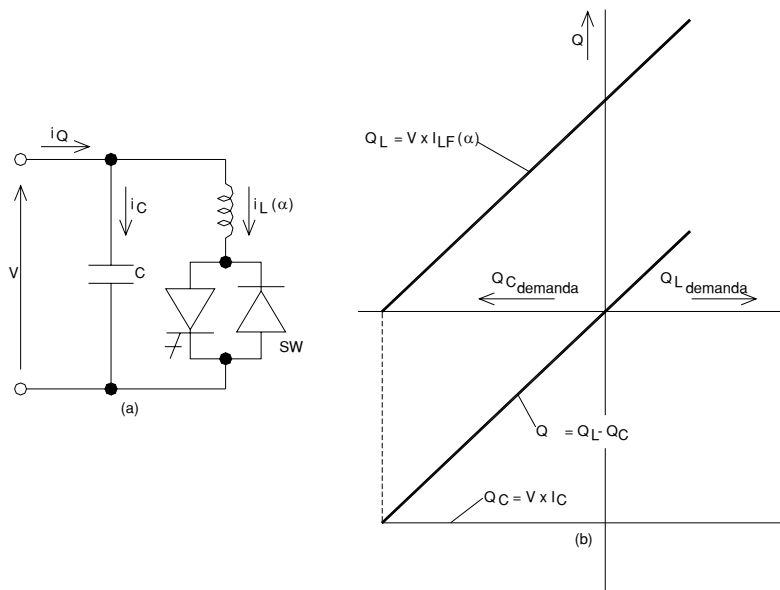 i_Q
i_C
i_L(α)
V
C
SW
(a)
Q
Q_L = V x I_LF(α)
Q_C demanda
Q_L demanda
Q = Q_L - Q_C
Q_C = V x I_C
(b)